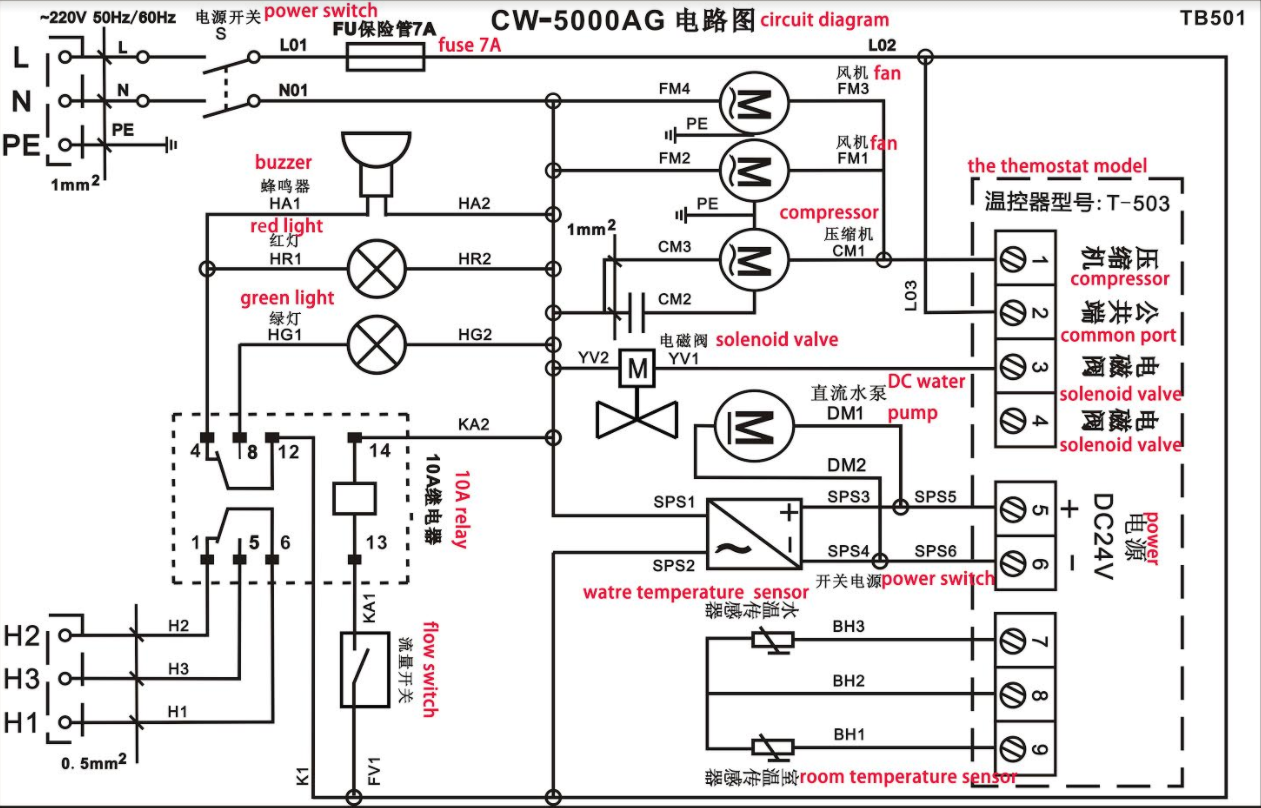 ~220V 50Hz/60Hz 电源开关 power switch
S
CW-5000AG 电路图 circuit diagram
TB501
FU保险管7A
fuse 7A
L L L01 L02
N N N01
PE PE
1mm²
FM4 风机 fan
FM3
PE
FM2 风机 fan
FM1
PE
buzzer
蜂鸣器
HA1 HA2
red light
红灯
HR1 HR2
green light
绿灯
HG1 HG2
1mm²
compressor
压缩机
CM3 CM1
CM2
L03
the themostat model
温控器型号:T-503
1 压缩机
compressor
2 公共端
common port
3 电磁阀
solenoid valve
4 电磁阀
solenoid valve
电磁阀 solenoid valve
YV2 M YV1
直流水泵 DC water pump
DM1
DM2
M
M
M
M
4 8 12 14 KA2
1 5 6 13
10A继电器
10A relay
SPS1 SPS3 SPS5
SPS2 SPS4 SPS6
+
−
开关电源 power switch
5 +
6 −
DC24V
电源
power
watre temperature sensor
水温传感器
BH3 7
BH2 8
BH1 9
室温传感器 room temperature sensor
KA1
流量开关
flow switch
FV1
K1
H2 H2
H3 H3
H1 H1
0.5mm²